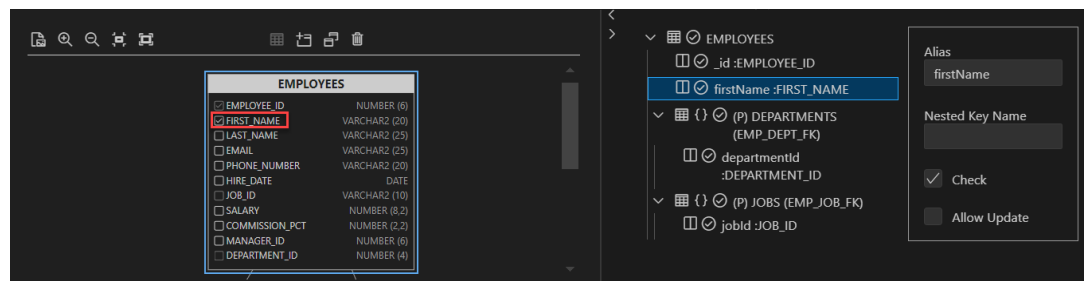 EMPLOYEES
EMPLOYEE_ID NUMBER (6)
FIRST_NAME VARCHAR2 (20)
LAST_NAME VARCHAR2 (25)
EMAIL VARCHAR2 (25)
PHONE_NUMBER VARCHAR2 (20)
HIRE_DATE DATE
JOB_ID VARCHAR2 (10)
SALARY NUMBER (8,2)
COMMISSION_PCT NUMBER (2,2)
MANAGER_ID NUMBER (6)
DEPARTMENT_ID NUMBER (4)
EMPLOYEES
_id :EMPLOYEE_ID
firstName :FIRST_NAME
{} (P) DEPARTMENTS
(EMP_DEPT_FK)
departmentId
:DEPARTMENT_ID
{} (P) JOBS (EMP_JOB_FK)
jobId :JOB_ID
Alias
firstName
Nested Key Name
Check
Allow Update